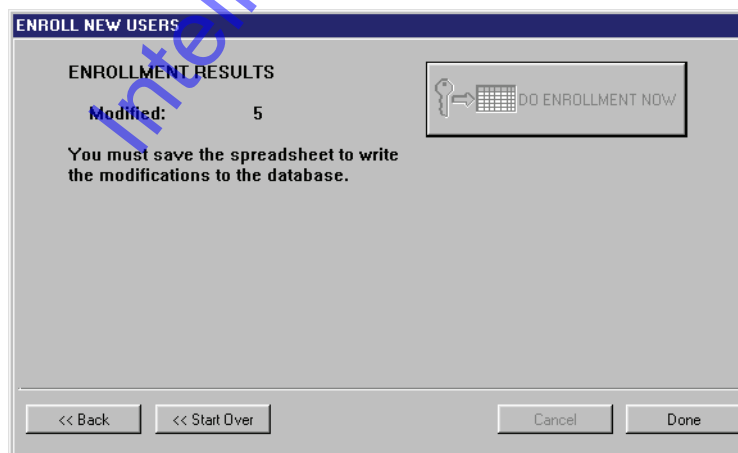 ENROLL NEW USERS
ENROLLMENT RESULTS
Modified: 5
You must save the spreadsheet to write
the modifications to the database.
DO ENROLLMENT NOW
<< Back
<< Start Over
Cancel
Done